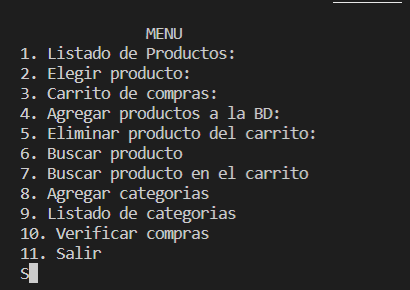 MENU
1. Listado de Productos:
2. Elegir producto:
3. Carrito de compras:
4. Agregar productos a la BD:
5. Eliminar producto del carrito:
6. Buscar producto
7. Buscar producto en el carrito
8. Agregar categorias
9. Listado de categorias
10. Verificar compras
11. Salir
S